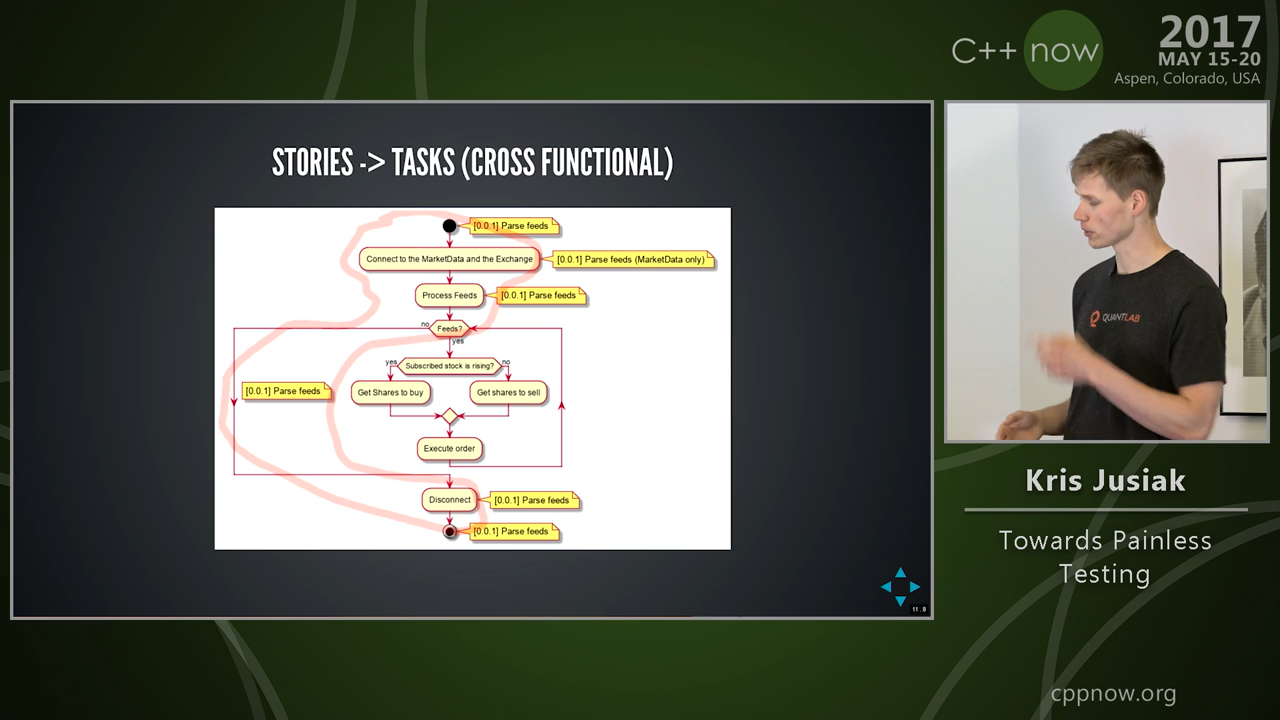 C++ now
2017
MAY 15-20
Aspen, Colorado, USA
STORIES -> TASKS (CROSS FUNCTIONAL)
[0.0.1] Parse feeds
Connect to the MarketData and the Exchange
[0.0.1] Parse feeds (MarketData only)
Process Feeds
[0.0.1] Parse feeds
no
Feeds?
yes
yes
Subscribed stock is rising?
no
[0.0.1] Parse feeds
Get Shares to buy
Get shares to sell
Execute order
Disconnect
[0.0.1] Parse feeds
[0.0.1] Parse feeds
11.8
QUANTLAB
Kris Jusiak
Towards Painless
Testing
cppnow.org